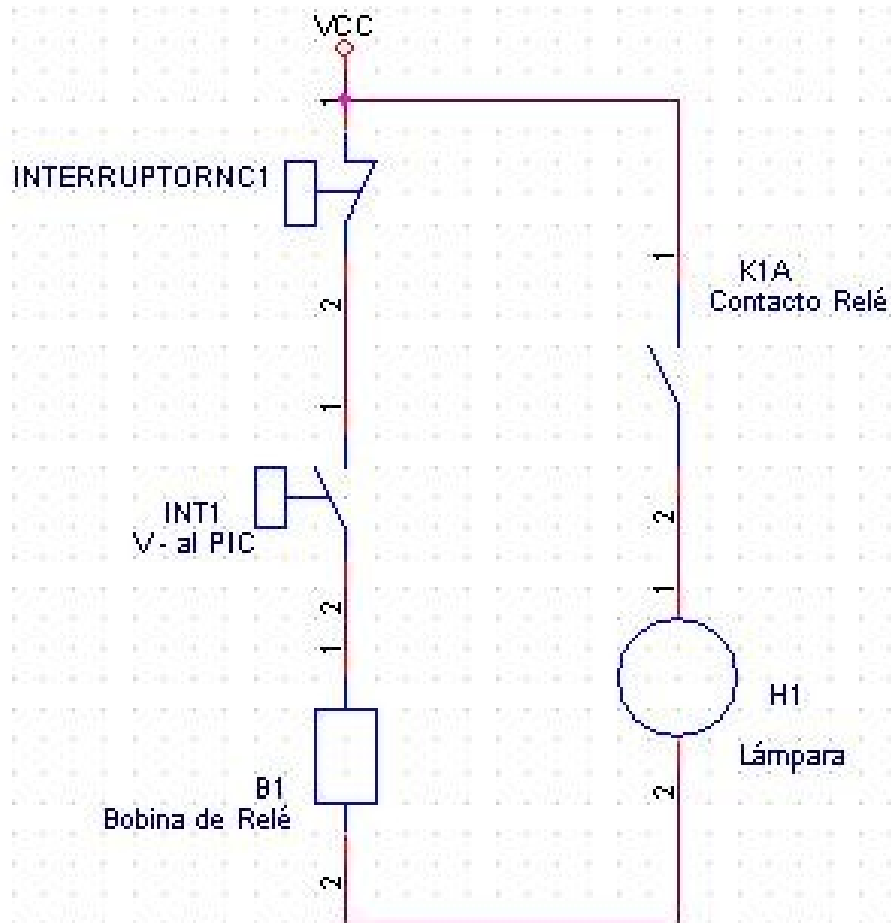 VCC
1
INTERRUPTORNC1
2
1
K1A
Contacto Relé
1
INT1
V- al PIC
2
2
1
1
H1
Lámpara
B1
Bobina de Relé
2
2